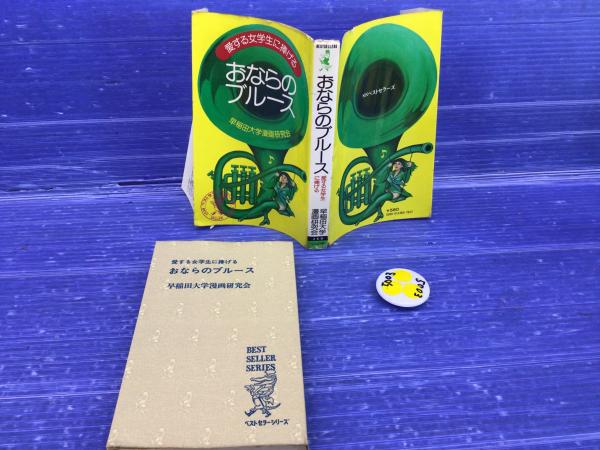 愛する女学生に捧げる
おならの
ブルース
早稲田大学漫画研究会
おならのブルース
愛する女学生
に捧げる
早稲田大学
漫画研究会
KKベストセラーズ
¥580
愛する女学生に捧げる
おならのブルース
早稲田大学漫画研究会
BEST
SELLER
SERIES
ベストセラーシリーズ
5003
5003